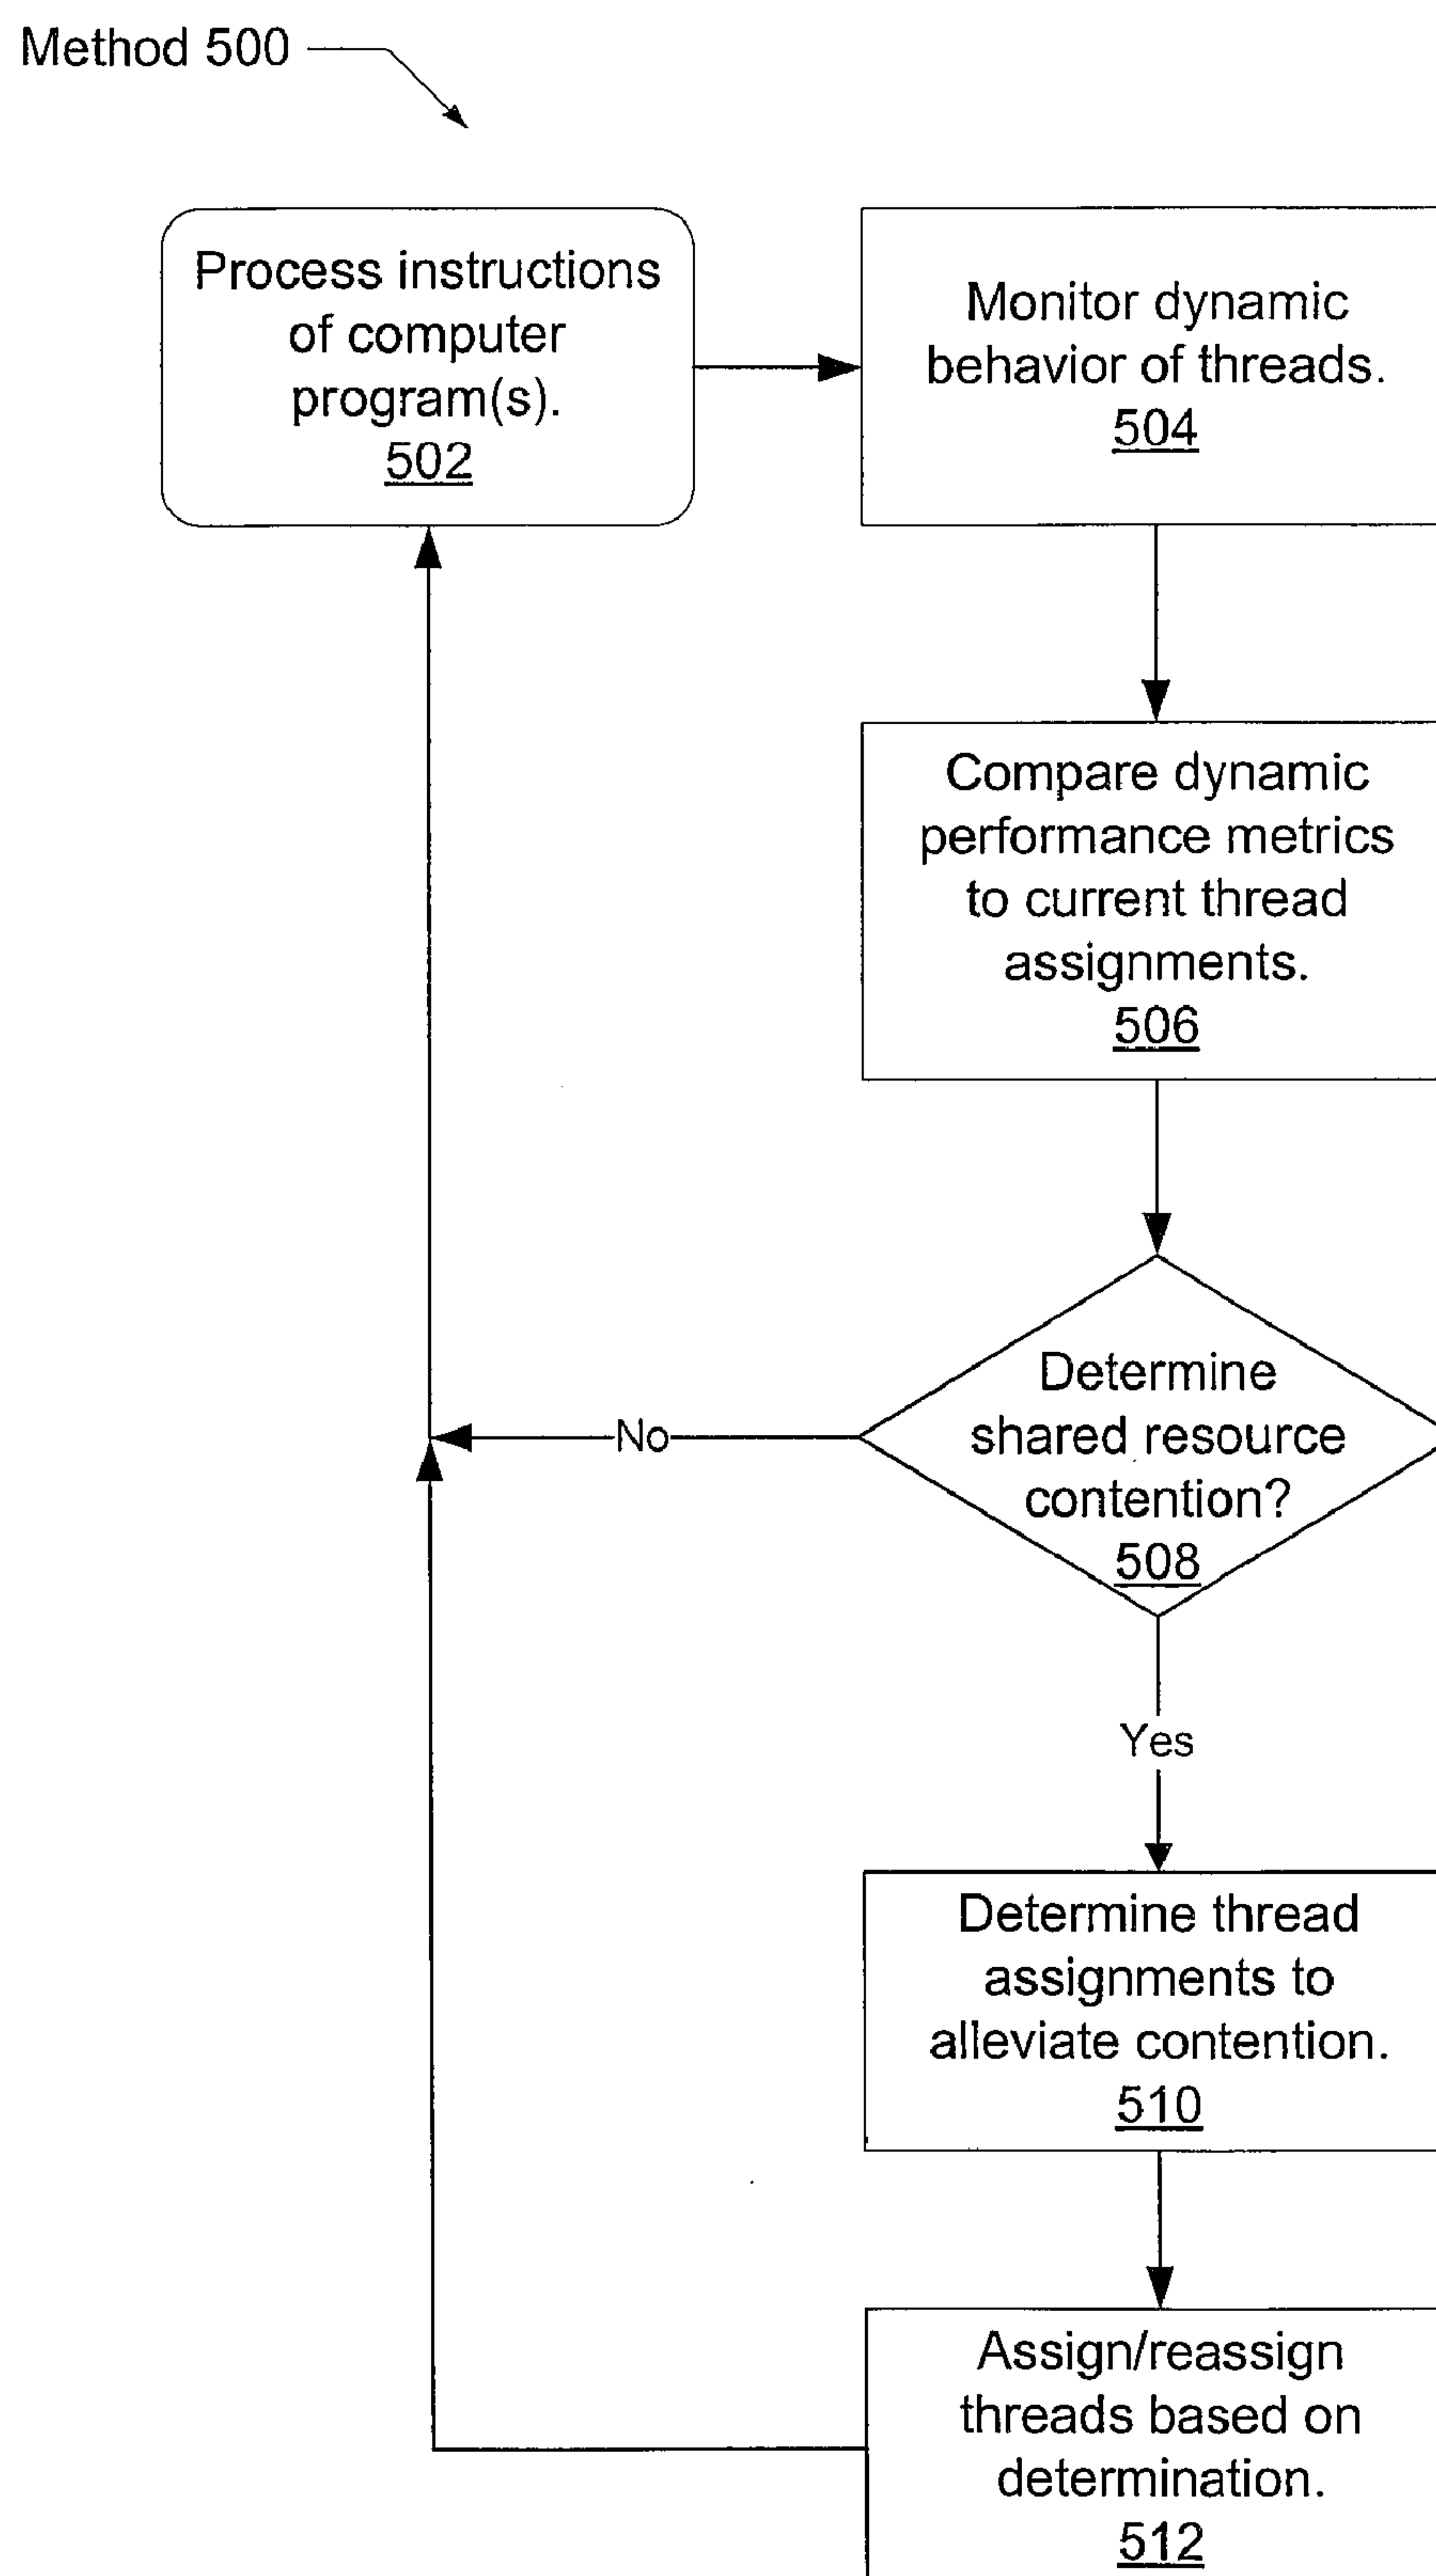 Method 500
Process instructions
of computer
program(s).
502
Monitor dynamic
behavior of threads.
504
Compare dynamic
performance metrics
to current thread
assignments.
506
Determine
shared resource
contention?
508
No
Yes
Determine thread
assignments to
alleviate contention.
510
Assign/reassign
threads based on
determination.
512